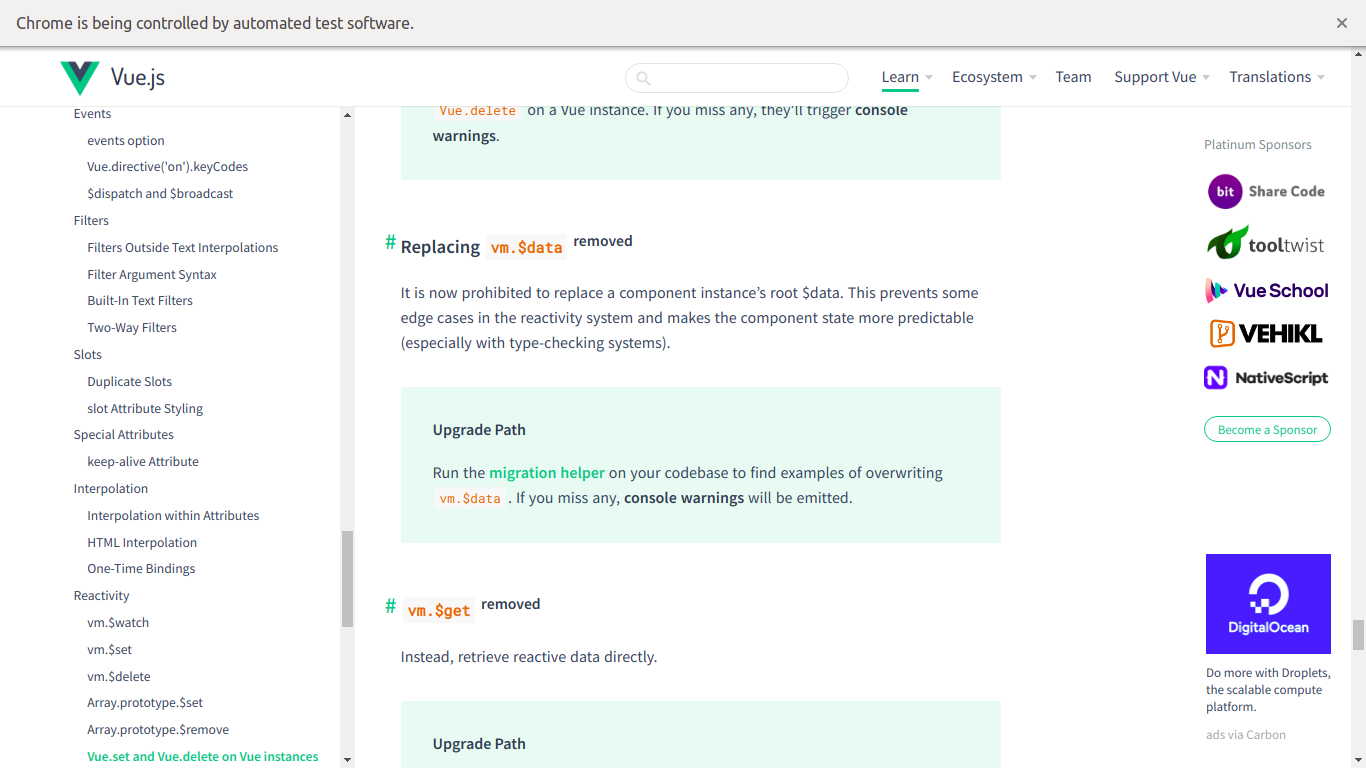 Chrome is being controlled by automated test software.
Vue.js
Learn
Ecosystem
Team
Support Vue
Translations
Events
events option
Vue.directive('on').keyCodes
$dispatch and $broadcast
Filters
Filters Outside Text Interpolations
Filter Argument Syntax
Built-In Text Filters
Two-Way Filters
Slots
Duplicate Slots
slot Attribute Styling
Special Attributes
keep-alive Attribute
Interpolation
Interpolation within Attributes
HTML Interpolation
One-Time Bindings
Reactivity
vm.$watch
vm.$set
vm.$delete
Array.prototype.$set
Array.prototype.$remove
Vue.set and Vue.delete on Vue instances
Vue.delete on a Vue instance. If you miss any, they'll trigger console
warnings.
# Replacing vm.$data removed
It is now prohibited to replace a component instance’s root $data. This prevents some
edge cases in the reactivity system and makes the component state more predictable
(especially with type-checking systems).
Upgrade Path
Run the migration helper on your codebase to find examples of overwriting
vm.$data . If you miss any, console warnings will be emitted.
# vm.$get removed
Instead, retrieve reactive data directly.
Upgrade Path
Platinum Sponsors
bit Share Code
tooltwist
Vue School
VEHIKL
N NativeScript
Become a Sponsor
DigitalOcean
Do more with Droplets,
the scalable compute
platform.
ads via Carbon